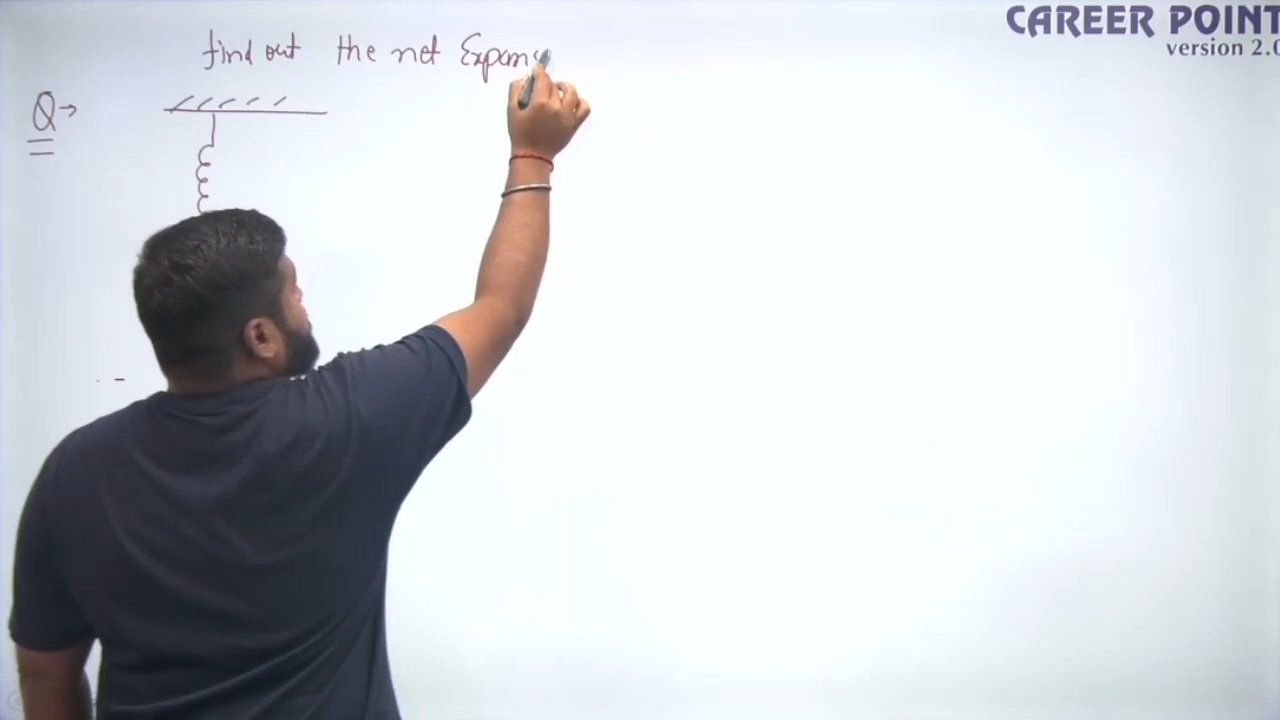 CAREER POINT
version 2.0
find out the net Expans
Q→